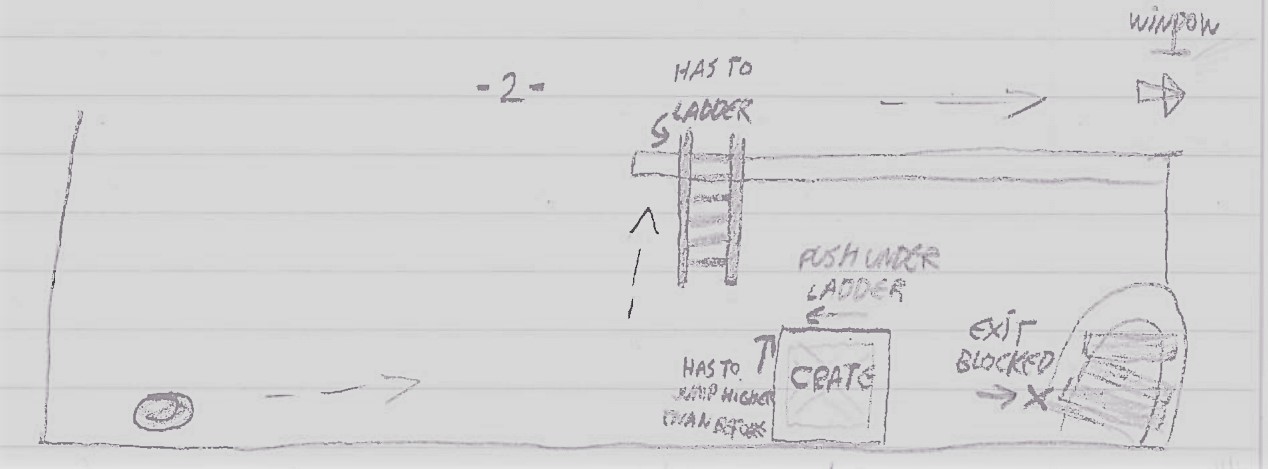 WINDOW
-2-
HAS TO
LADDER
PUSH UNDER
LADDER
EXIT
BLOCKED
HAS TO
JUMP HIGHER
THAN BEFORE
CRATE
X